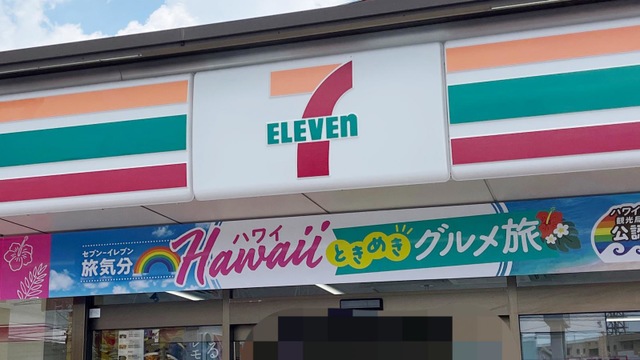 7
ELEVEn
セブン-イレブン
旅気分
ハワイ
Hawaii
ときめき
グルメ旅
ハワイ
観光
公認